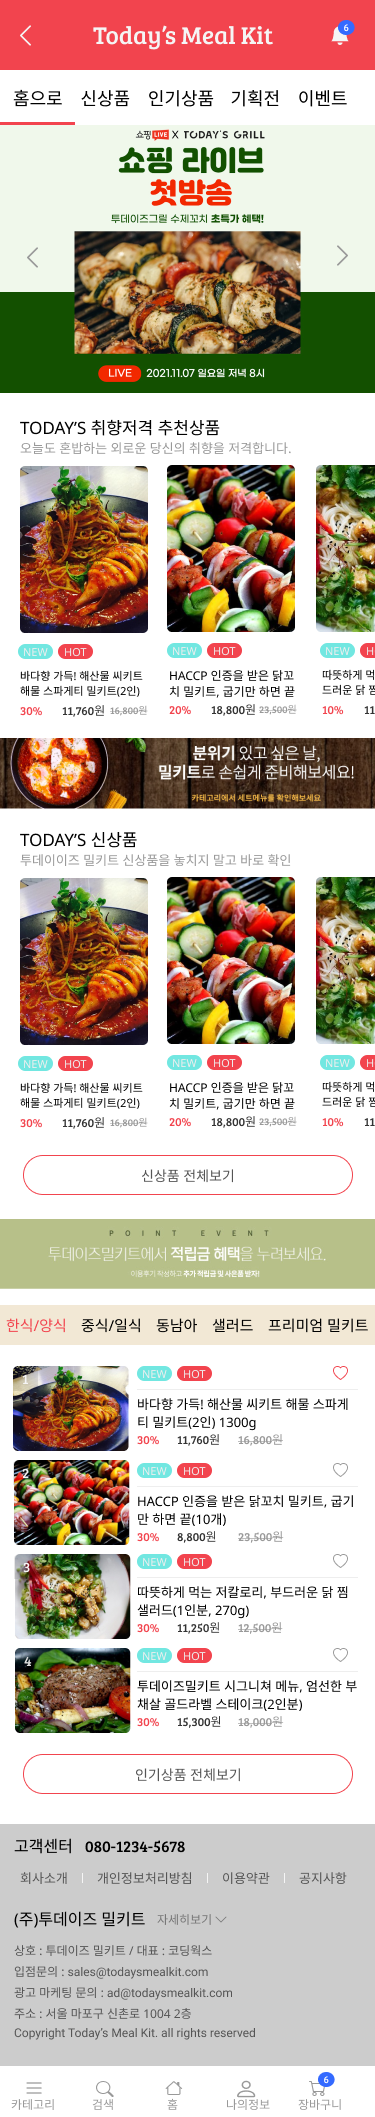 Today's Meal Kit
6
홈으로 신상품 인기상품 기획전 이벤트
쇼핑LIVE X TODAY'S GRILL
쇼핑 라이브
첫방송
투데이즈그릴 수제꼬치 초특가 혜택!
LIVE 2021.11.07 일요일 저녁 8시
TODAY'S 취향저격 추천상품
오늘도 혼밥하는 외로운 당신의 취향을 저격합니다.
NEW HOT
바다향 가득! 해산물 씨키트
해물 스파게티 밀키트(2인)
30% 11,760원 16,800원
NEW HOT
HACCP 인증을 받은 닭꼬
치 밀키트, 굽기만 하면 끝
20% 18,800원 23,500원
NEW H
따뜻하게 먹
드러운 닭 찜
10% 11
분위기 있고 싶은 날,
밀키트로 손쉽게 준비해보세요!
카테고리에서 세트메뉴를 확인해보세요
TODAY'S 신상품
투데이이즈 밀키트 신상품을 놓치지 말고 바로 확인
NEW HOT
바다향 가득! 해산물 씨키트
해물 스파게티 밀키트(2인)
30% 11,760원 16,800원
NEW HOT
HACCP 인증을 받은 닭꼬
치 밀키트, 굽기만 하면 끝
20% 18,800원 23,500원
NEW H
따뜻하게 먹
드러운 닭 찜
10% 11
신상품 전체보기
POINT EVENT
투데이즈밀키트에서 적립금 혜택을 누려보세요.
이용후기 작성하고 추가 적립금 및 사은품 받자!
한식/양식 중식/일식 동남아 샐러드 프리미엄 밀키트
1
NEW HOT
바다향 가득! 해산물 씨키트 해물 스파게
티 밀키트(2인) 1300g
30% 11,760원 16,800원
2
NEW HOT
HACCP 인증을 받은 닭꼬치 밀키트, 굽기
만 하면 끝(10개)
30% 8,800원 23,500원
3
NEW HOT
따뜻하게 먹는 저칼로리, 부드러운 닭 찜
샐러드(1인분, 270g)
30% 11,250원 12,500원
4
NEW HOT
투데이즈밀키트 시그니쳐 메뉴, 엄선한 부
채살 골드라벨 스테이크(2인분)
30% 15,300원 18,000원
인기상품 전체보기
고객센터 080-1234-5678
회사소개 개인정보처리방침 이용약관 공지사항
(주)투데이즈 밀키트 자세히보기
상호 : 투데이즈 밀키트 / 대표 : 코딩웍스
입점문의 : sales@todaysmealkit.com
광고 마케팅 문의 : ad@todaysmealkit.com
주소 : 서울 마포구 신촌로 1004 2층
Copyright Today's Meal Kit. all rights reserved
6
카테고리 검색 홈 나의정보 장바구니